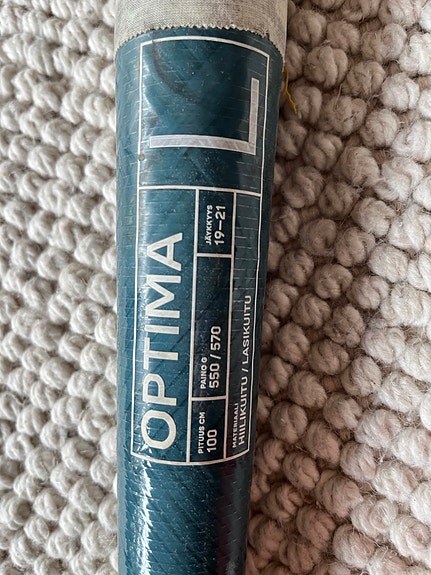 L
OPTIMA
PITUUS CM
100
PAINO G
550 / 570
JÄYKKYYS
19–21
MATERIAALI
HIILIKUITU / LASIKUITU